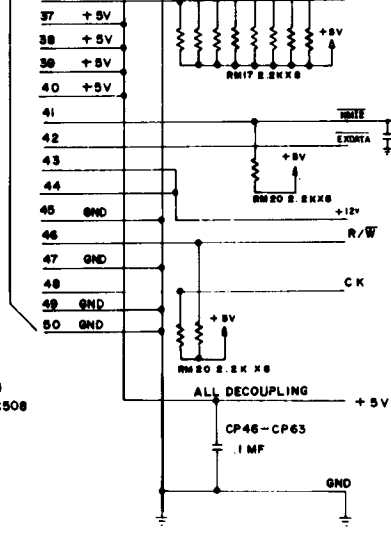 37 +5V
38 +5V
39 +5V
40 +5V
+5V
RM17 2.2KX8
41
NMIE
42
EXDATA
43
+5V
44
RM20 2.2KX8
45 GND
+12V
46
R/W
47 GND
48
CK
49 GND
50 GND
+5V
RM20 2.2K X8
ALL DECOUPLING
+5V
:508
CP46-CP63
.1MF
GND